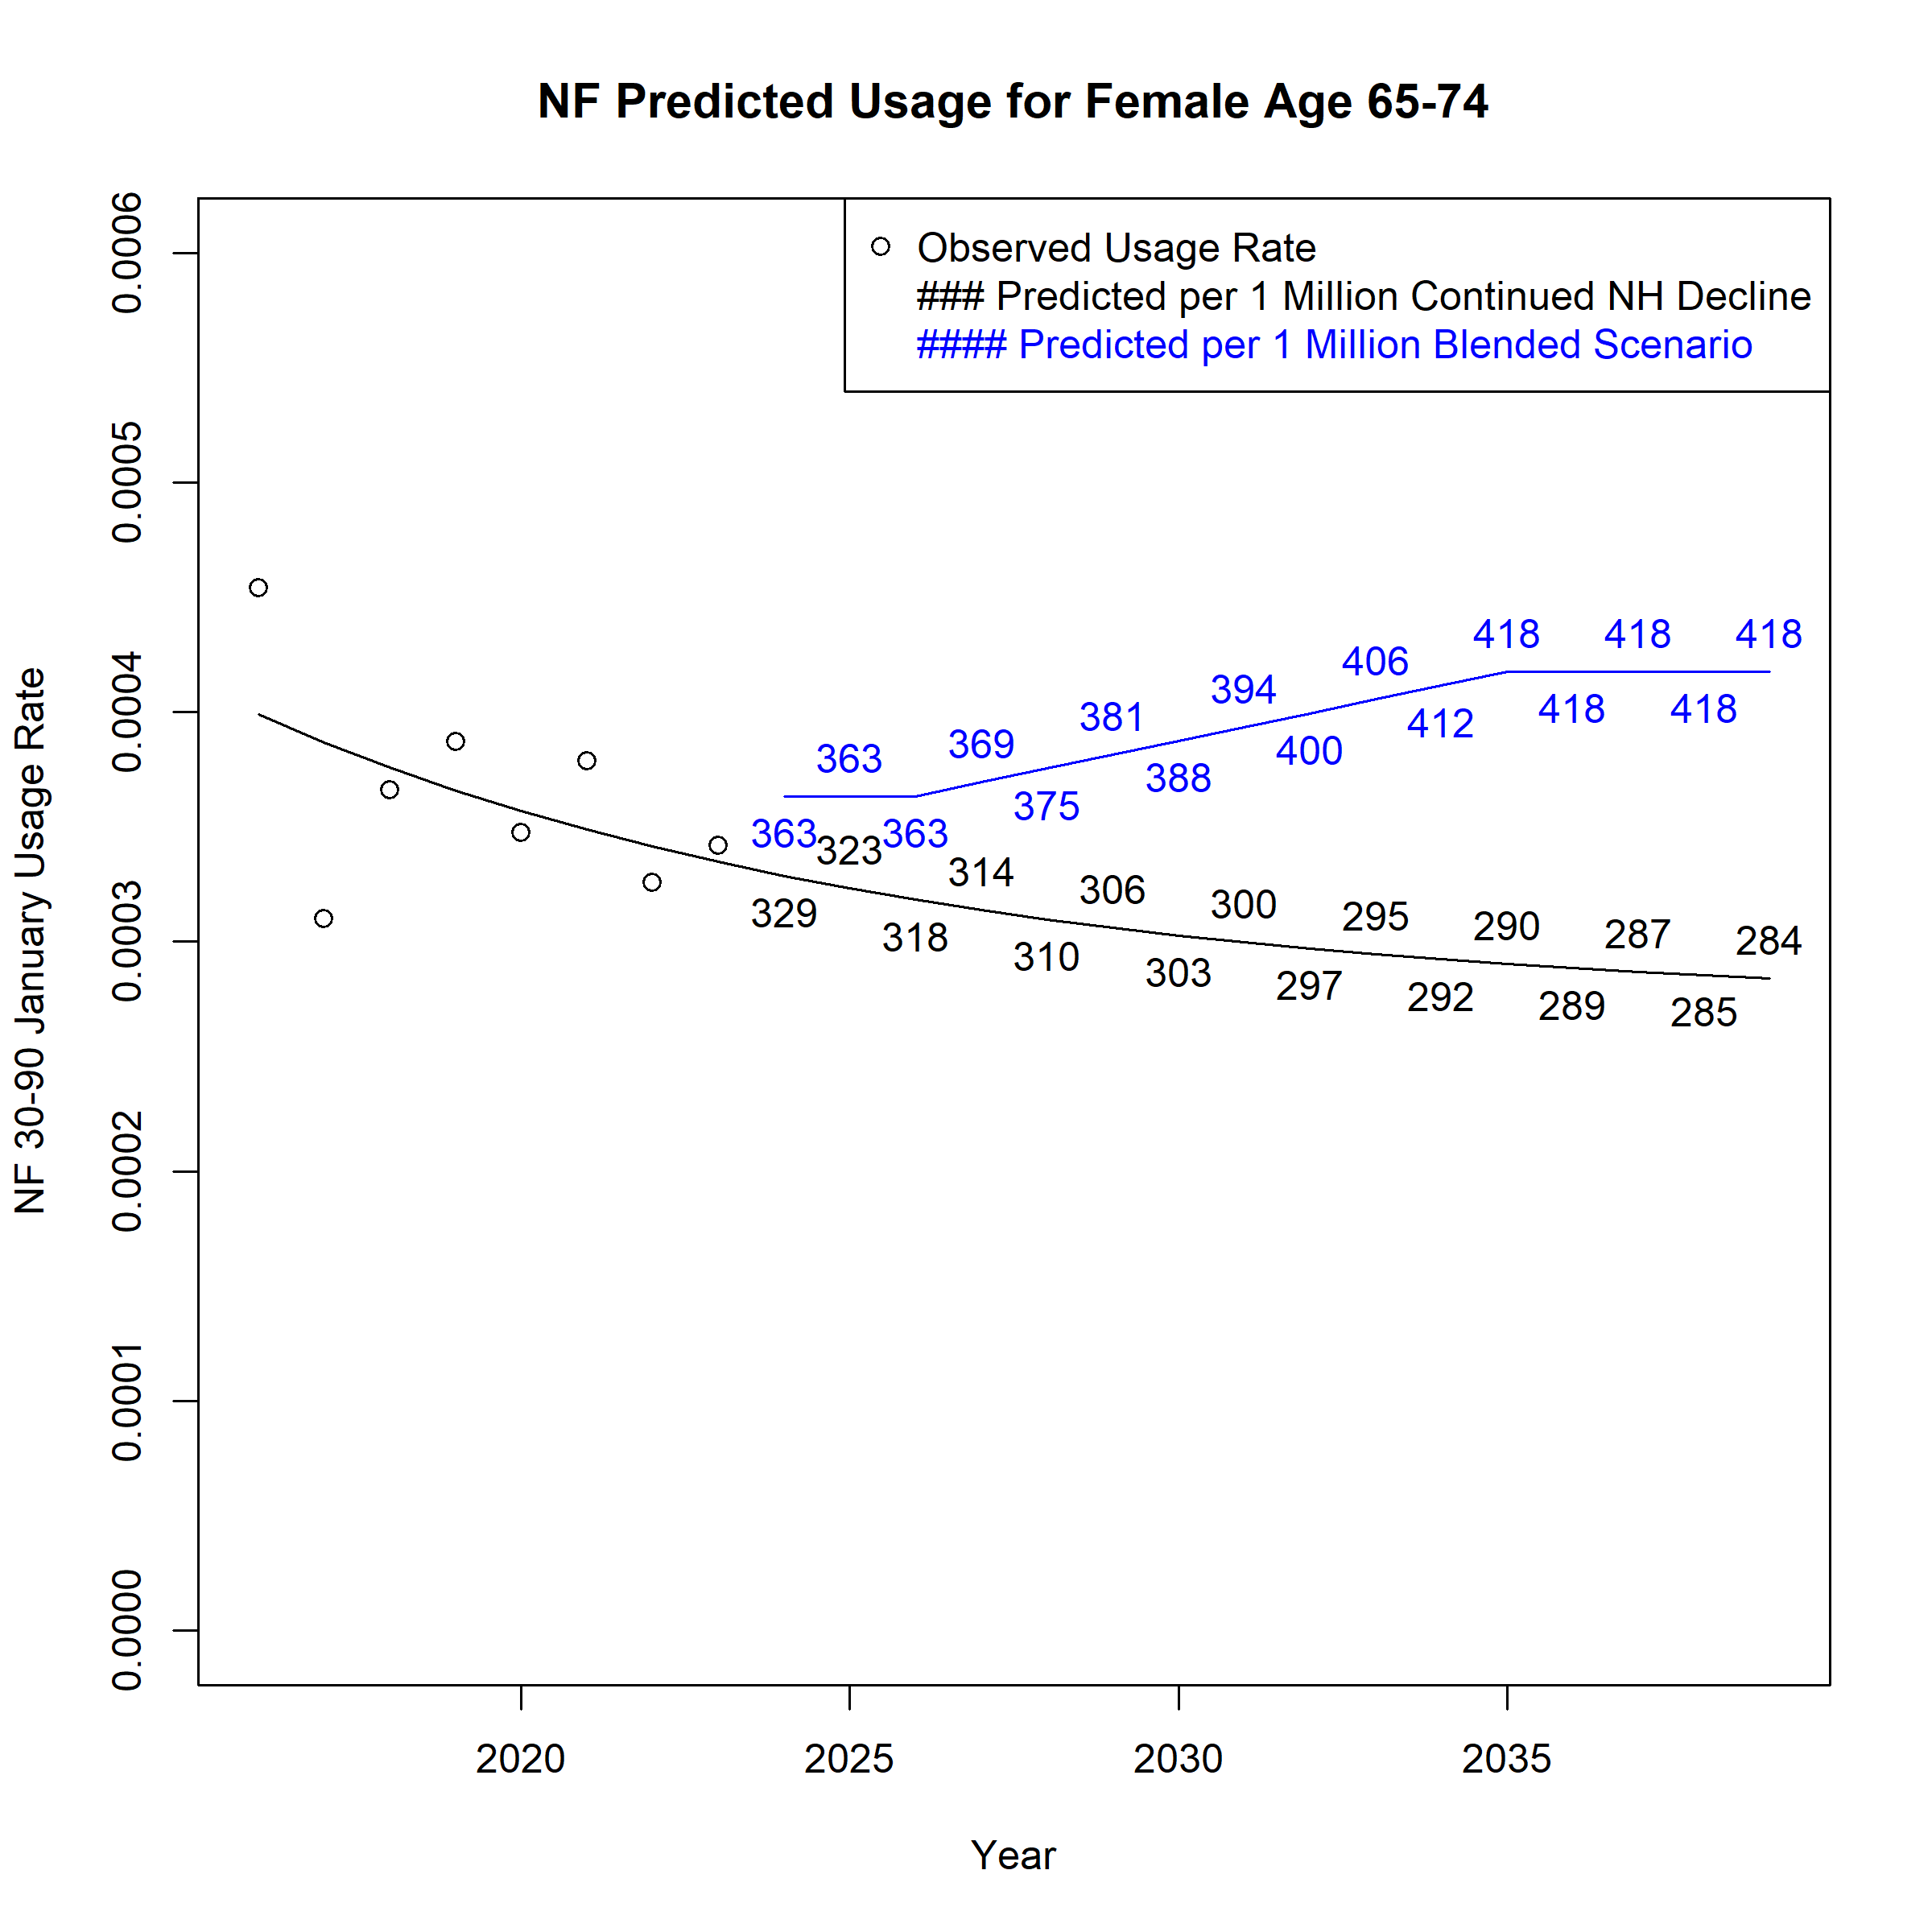 NF Predicted Usage for Female Age 65-74
Observed Usage Rate
### Predicted per 1 Million Continued NH Decline
#### Predicted per 1 Million Blended Scenario
NF 30-90 January Usage Rate
0.0006
0.0005
0.0004
0.0003
0.0002
0.0001
0.0000
363 363 363 369 375 381 388 394 400 406 412 418 418 418 418 418
329 323 318 314 310 306 303 300 297 295 292 290 289 287 285 284
2020 2025 2030 2035
Year